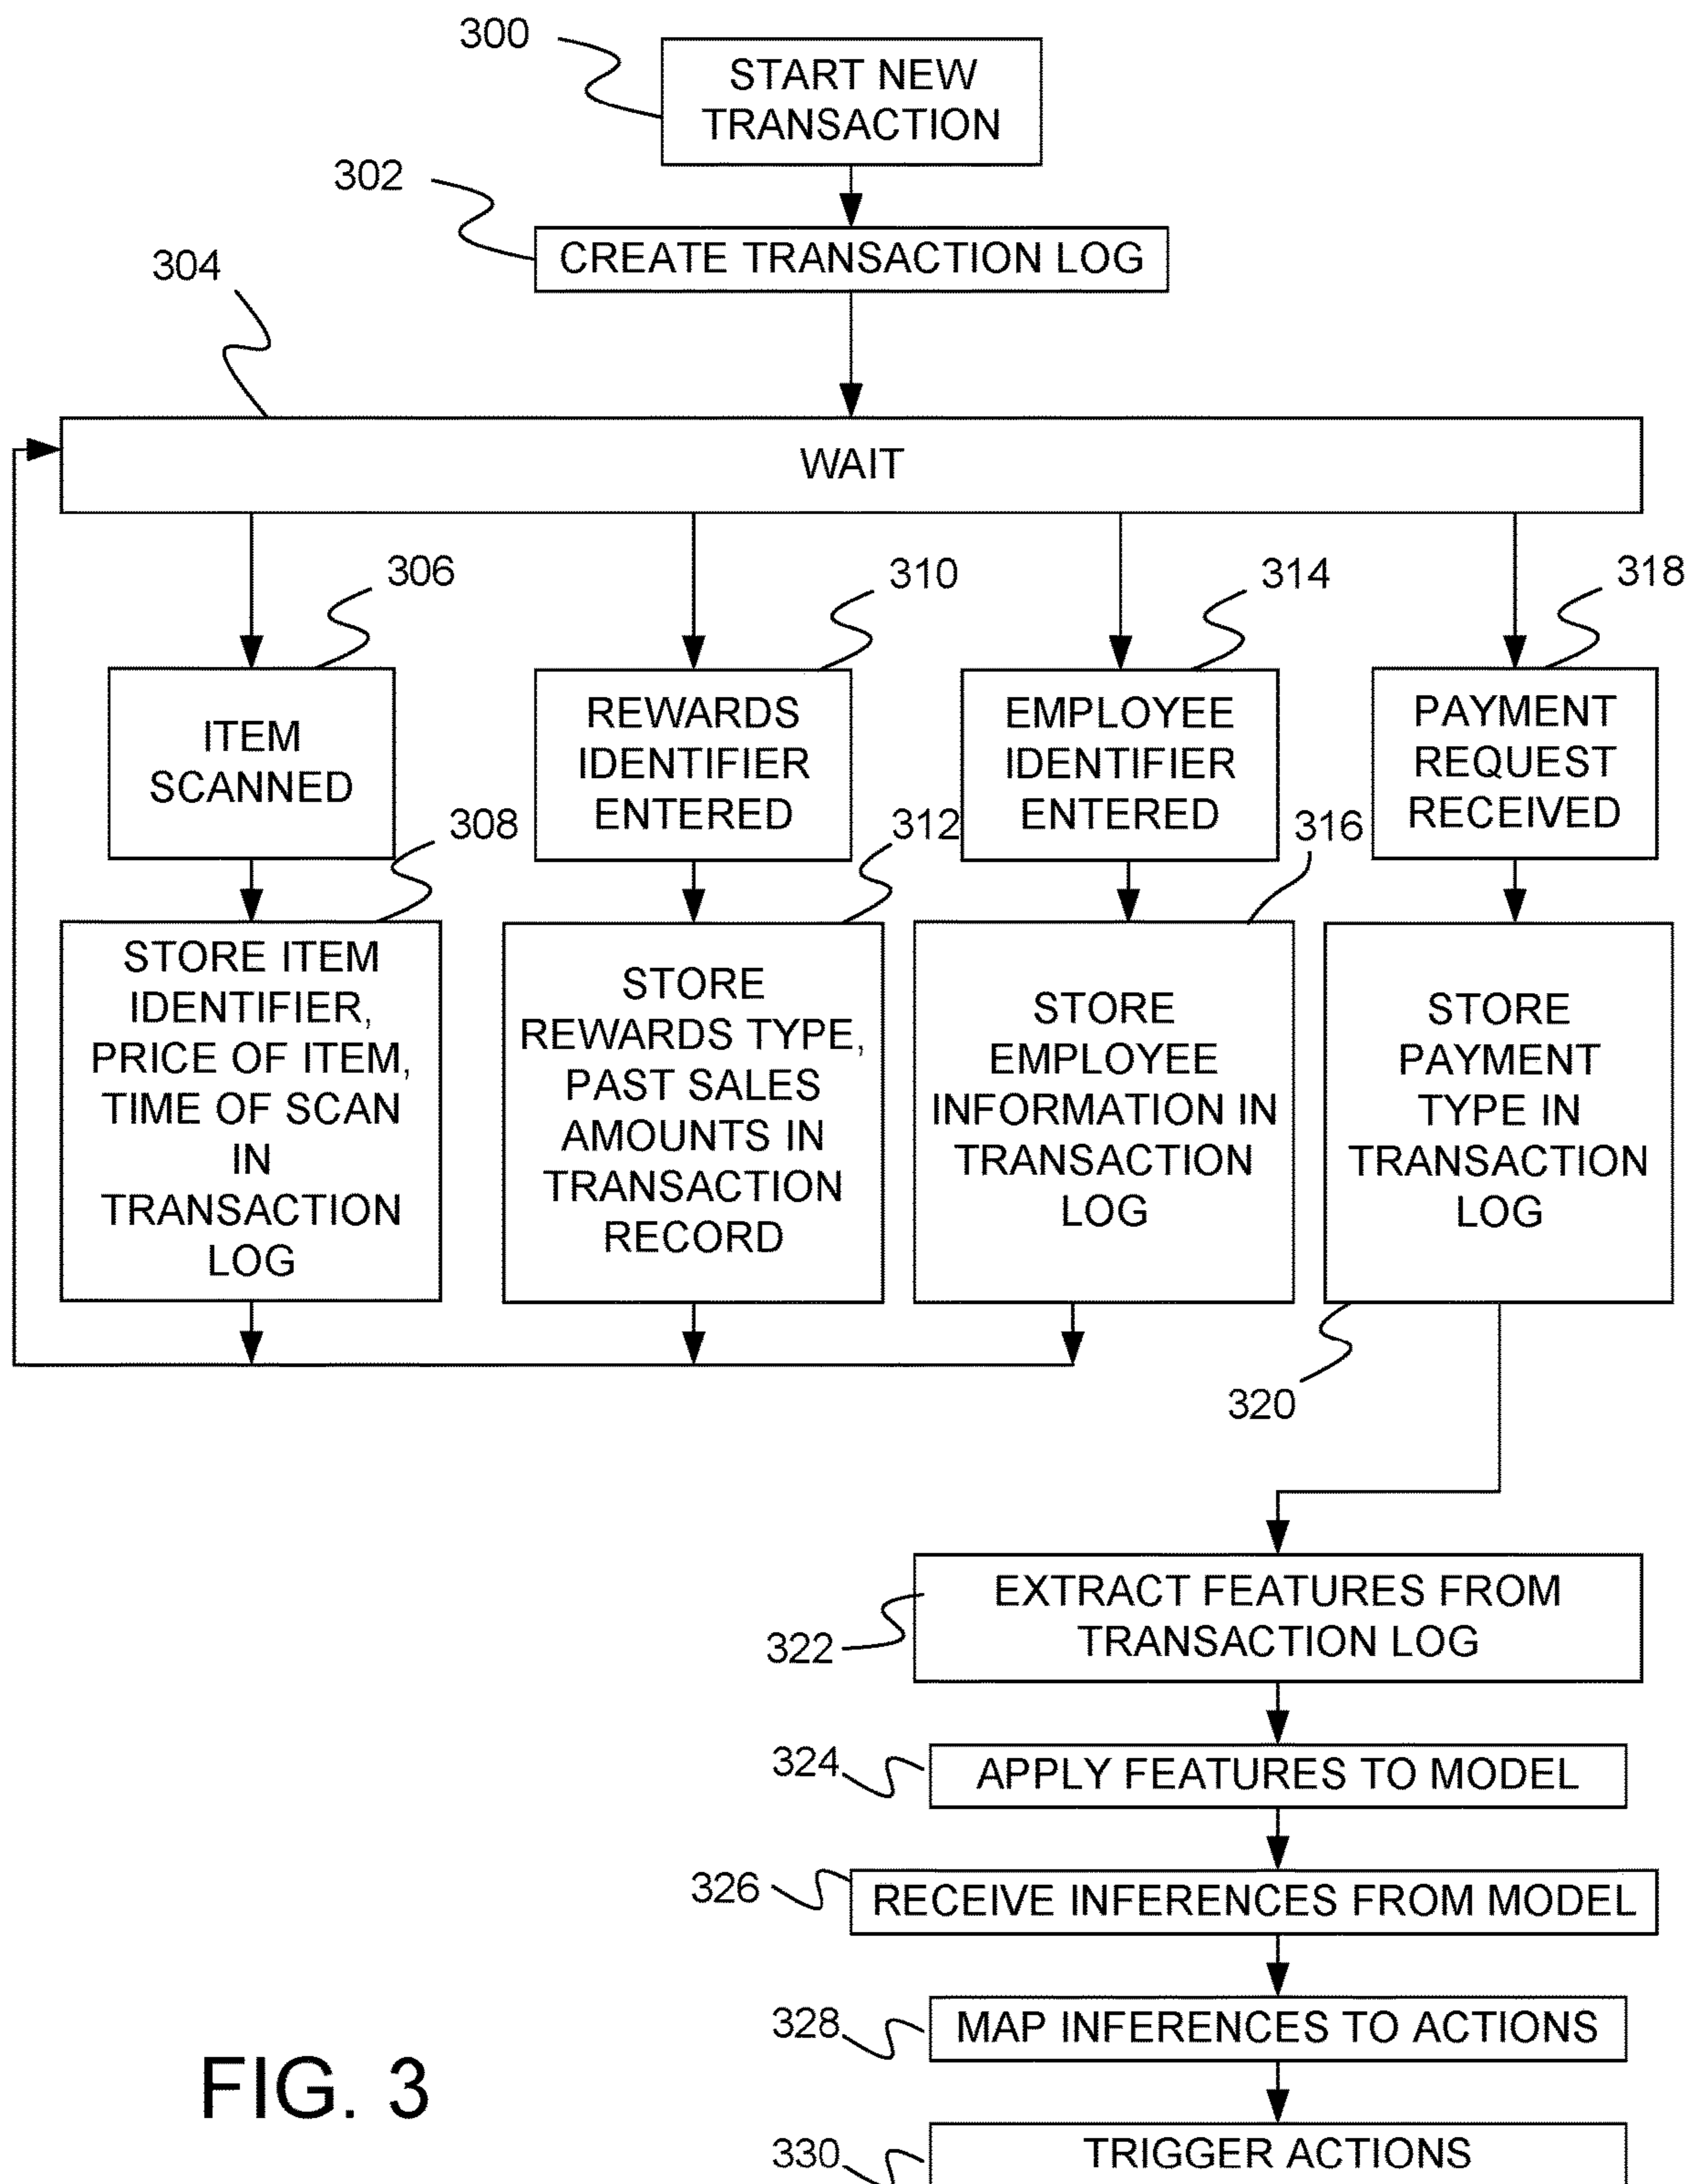 300
START NEW
TRANSACTION
302
CREATE TRANSACTION LOG
304
WAIT
306
ITEM
SCANNED
310
REWARDS
IDENTIFIER
ENTERED
314
EMPLOYEE
IDENTIFIER
ENTERED
318
PAYMENT
REQUEST
RECEIVED
308
STORE ITEM
IDENTIFIER,
PRICE OF ITEM,
TIME OF SCAN
IN
TRANSACTION
LOG
312
STORE
REWARDS TYPE,
PAST SALES
AMOUNTS IN
TRANSACTION
RECORD
316
STORE
EMPLOYEE
INFORMATION IN
TRANSACTION
LOG
STORE
PAYMENT
TYPE IN
TRANSACTION
LOG
320
EXTRACT FEATURES FROM
TRANSACTION LOG
322
324
APPLY FEATURES TO MODEL
326
RECEIVE INFERENCES FROM MODEL
328
MAP INFERENCES TO ACTIONS
330
TRIGGER ACTIONS
FIG. 3